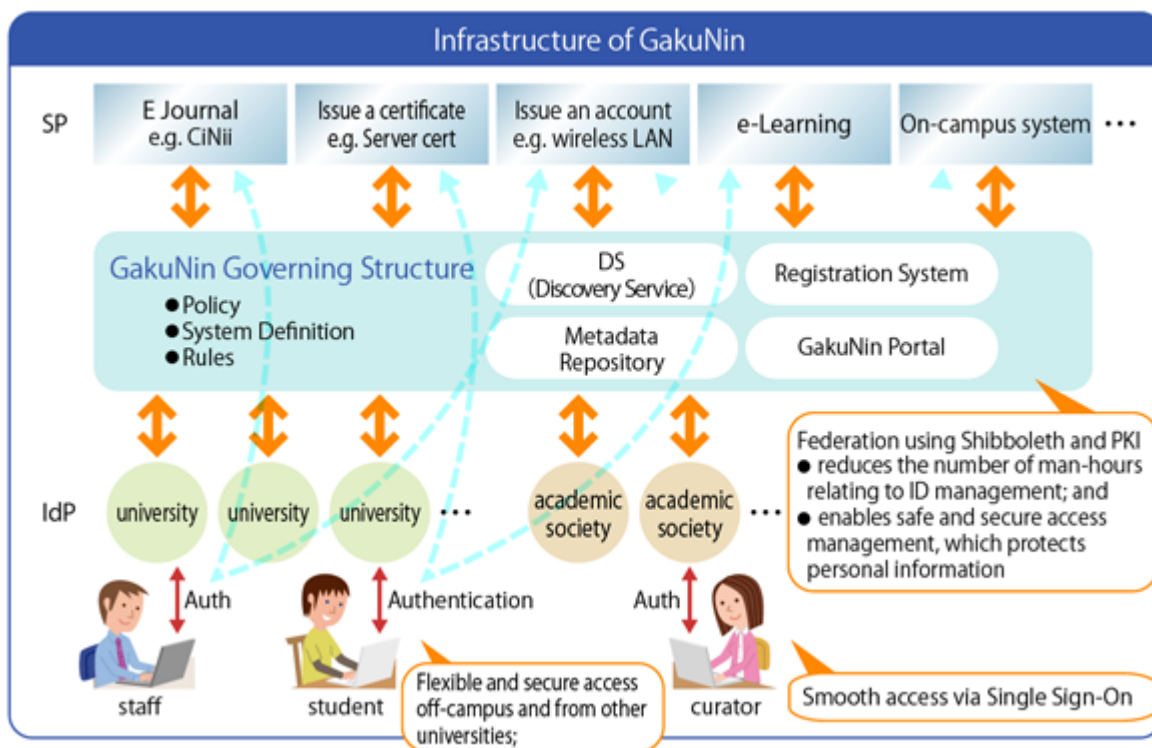 Infrastructure of GakuNin
SP
E Journal
e.g. CiNii
Issue a certificate
e.g. Server cert
Issue an account
e.g. wireless LAN
e-Learning
On-campus system
•••
GakuNin Governing Structure
●Policy
●System Definition
●Rules
DS
(Discovery Service)
Registration System
Metadada
Repository
GakuNin Portal
IdP
university
university
university
•••
academic
society
academic
society
•••
Federation using Shibboleth and PKI
● reduces the number of man-hours
relating to ID management; and
● enables safe and secure access
management, which protects
personal information
Auth
Authentication
Auth
staff
student
curator
Flexible and secure access
off-campus and from other
universities;
Smooth access via Single Sign-On